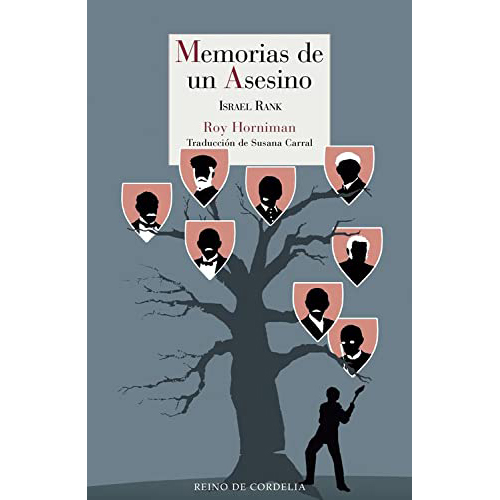 Memorias de
un Asesino
Israel Rank
Roy Horniman
Traducción de Susana Carral
REINO DE CORDELIA